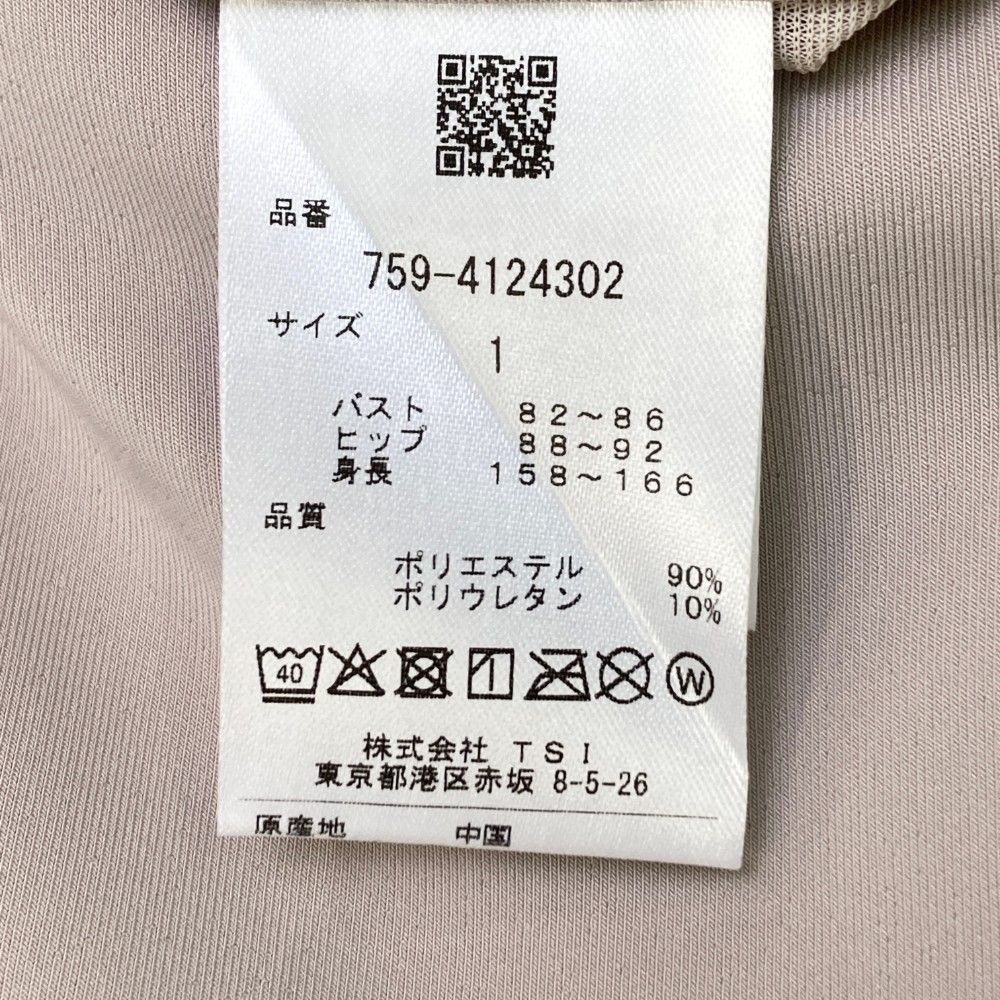 品番
759-4124302
サイズ
1
バスト 82～86
ヒップ 88～92
身長 158～166
品質
ポリエステル 90%
ポリウレタン 10%
40
W
株式会社 TSI
東京都港区赤坂 8-5-26
原産地 中国